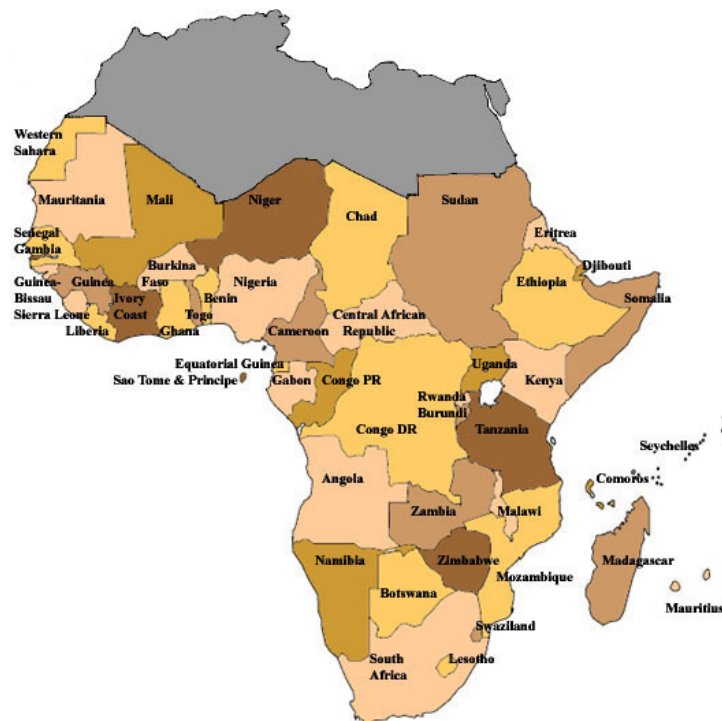 Western
Sahara
Mauritania
Mali
Niger
Chad
Sudan
Eritrea
Senegal
Gambia
Djibouti
Guinea-
Bissau
Guinea
Burkina
Faso
Nigeria
Ethiopia
Somalia
Sierra Leone
Ivory
Coast
Benin
Togo
Ghana
Liberia
Cameroon
Central African
Republic
Equatorial Guinea
Sao Tome & Principe
Gabon
Congo PR
Uganda
Kenya
Rwanda
Burundi
Congo DR
Tanzania
Seychelles
Comoros
Angola
Zambia
Malawi
Namibia
Zimbabwe
Mozambique
Madagascar
Mauritius
Botswana
Swaziland
South
Africa
Lesotho